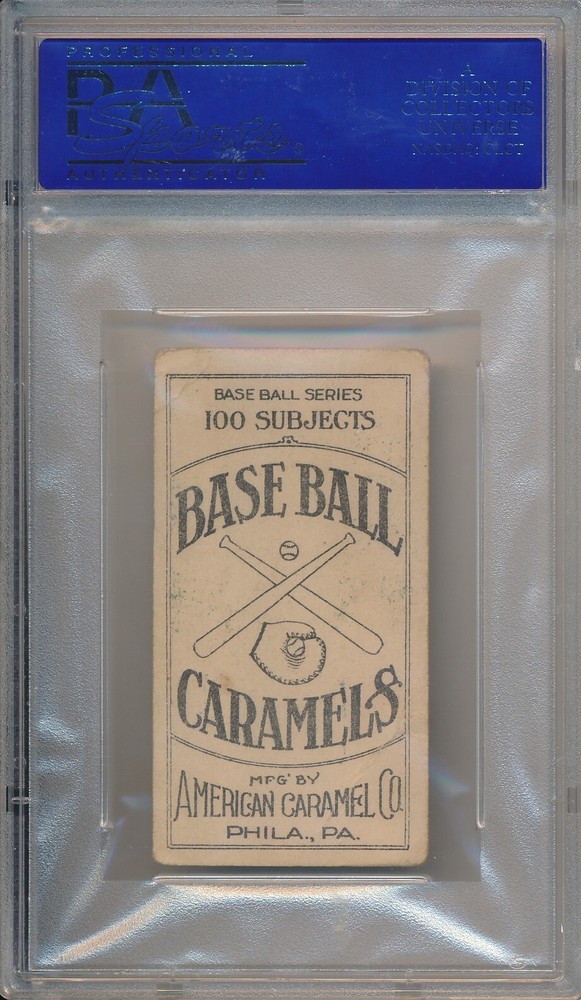 PROFESSIONAL
PSA
Sports
AUTHENTICATOR
A
DIVISION OF
COLLECTORS
UNIVERSE
NASDAQ: CLCT
BASE BALL SERIES
100 SUBJECTS
BASE BALL
CARAMELS
MFG' BY
AMERICAN CARAMEL CO
PHILA., PA.